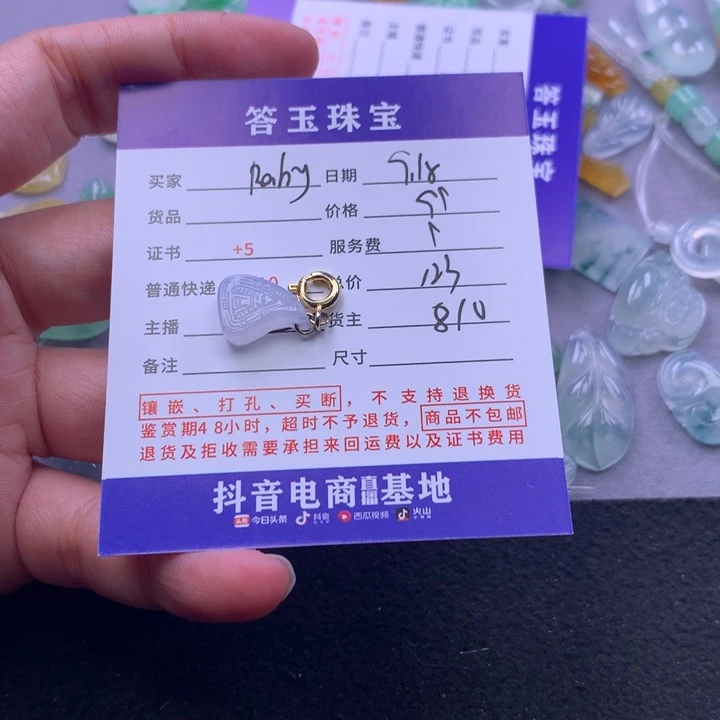 答玉珠宝
买家 Baby 日期 9.18
货品 价格
证书 +5 服务费
普通快递 总价 123
主播 货主 810
备注 尺寸
镶嵌、打孔、买断,不支持退换货
鉴赏期48小时,超时不予退货,商品不包邮
退货及拒收需要承担来回运费以及证书费用
抖音电商直播基地
头条 今日头条 抖音 西瓜视频 火山
答玉珠宝